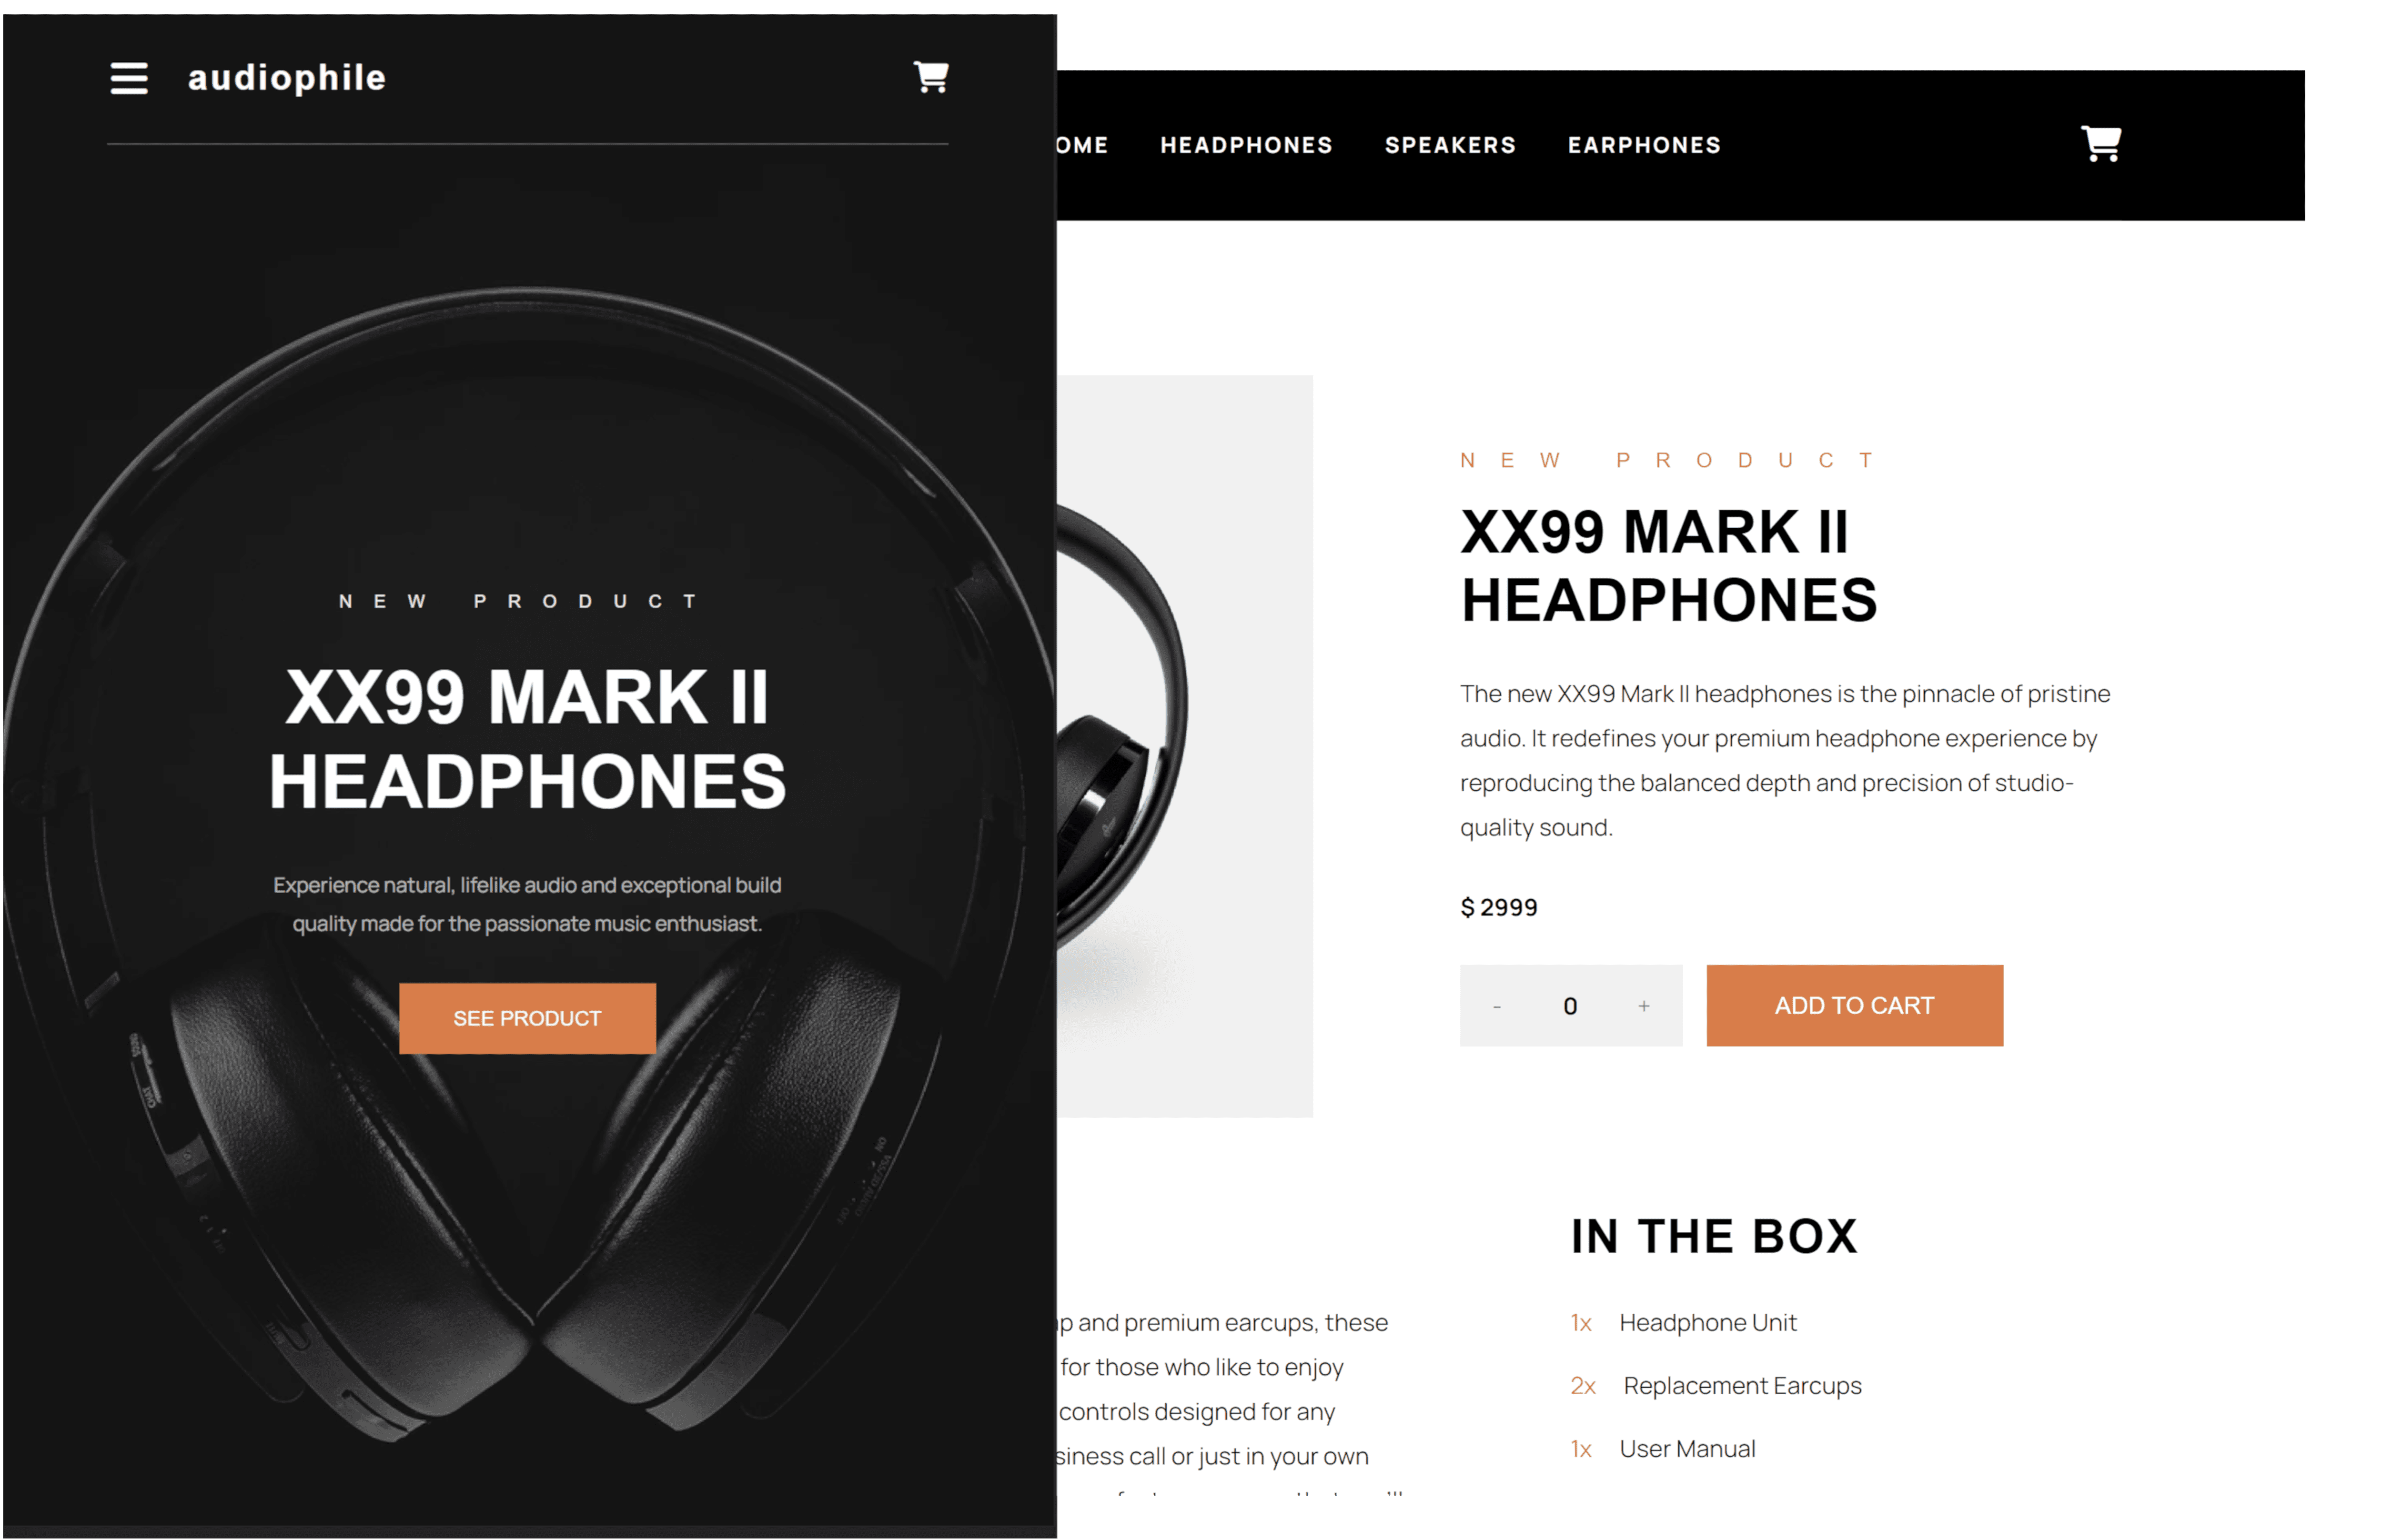 audiophile
NEW PRODUCT
XX99 MARK II
HEADPHONES
Experience natural, lifelike audio and exceptional build
quality made for the passionate music enthusiast.
SEE PRODUCT
OME HEADPHONES SPEAKERS EARPHONES
NEW PRODUCT
XX99 MARK II
HEADPHONES
The new XX99 Mark II headphones is the pinnacle of pristine
audio. It redefines your premium headphone experience by
reproducing the balanced depth and precision of studio-
quality sound.
$ 2999
- 0 +
ADD TO CART
p and premium earcups, these
for those who like to enjoy
controls designed for any
siness call or just in your own
IN THE BOX
1x Headphone Unit
2x Replacement Earcups
1x User Manual